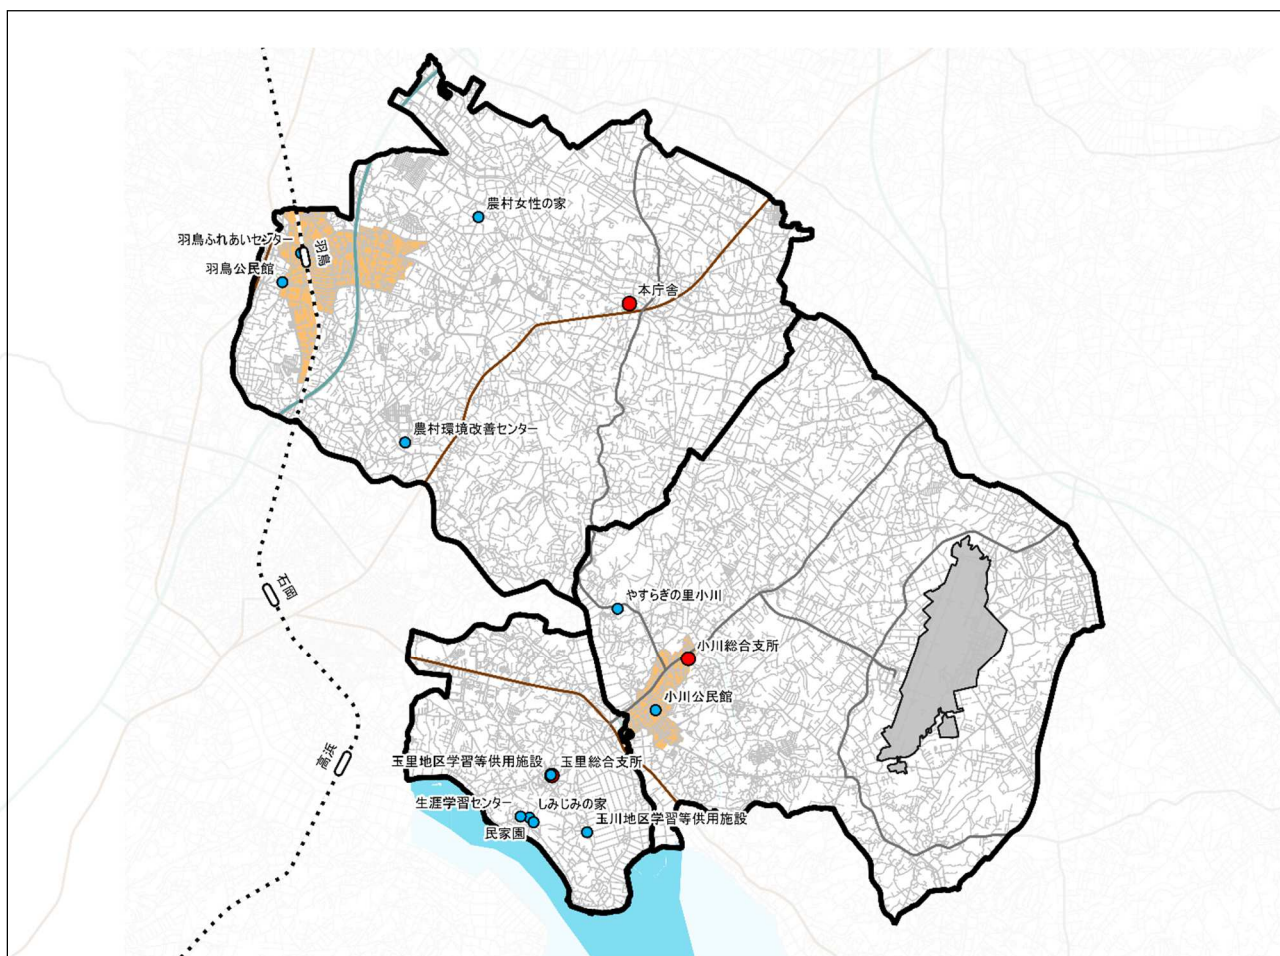 農村女性の家
羽鳥ふれあいセンター
羽鳥
羽鳥公民館
本庁舎
農村環境改善センター
石岡
やすらぎの里小川
小川総合支所
小川公民館
高浜
玉里地区学習等供用施設
玉里総合支所
生涯学習センター
しみじみの家
民家園
玉川地区学習等供用施設